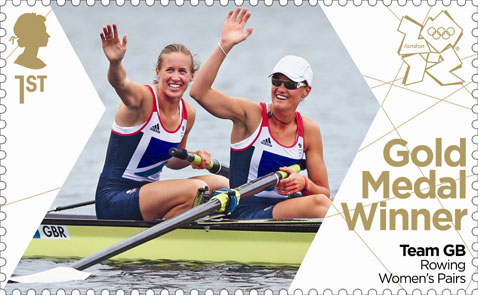 1ST
london
GBR
Gold
Medal
Winner
Team GB
Rowing
Women's Pairs